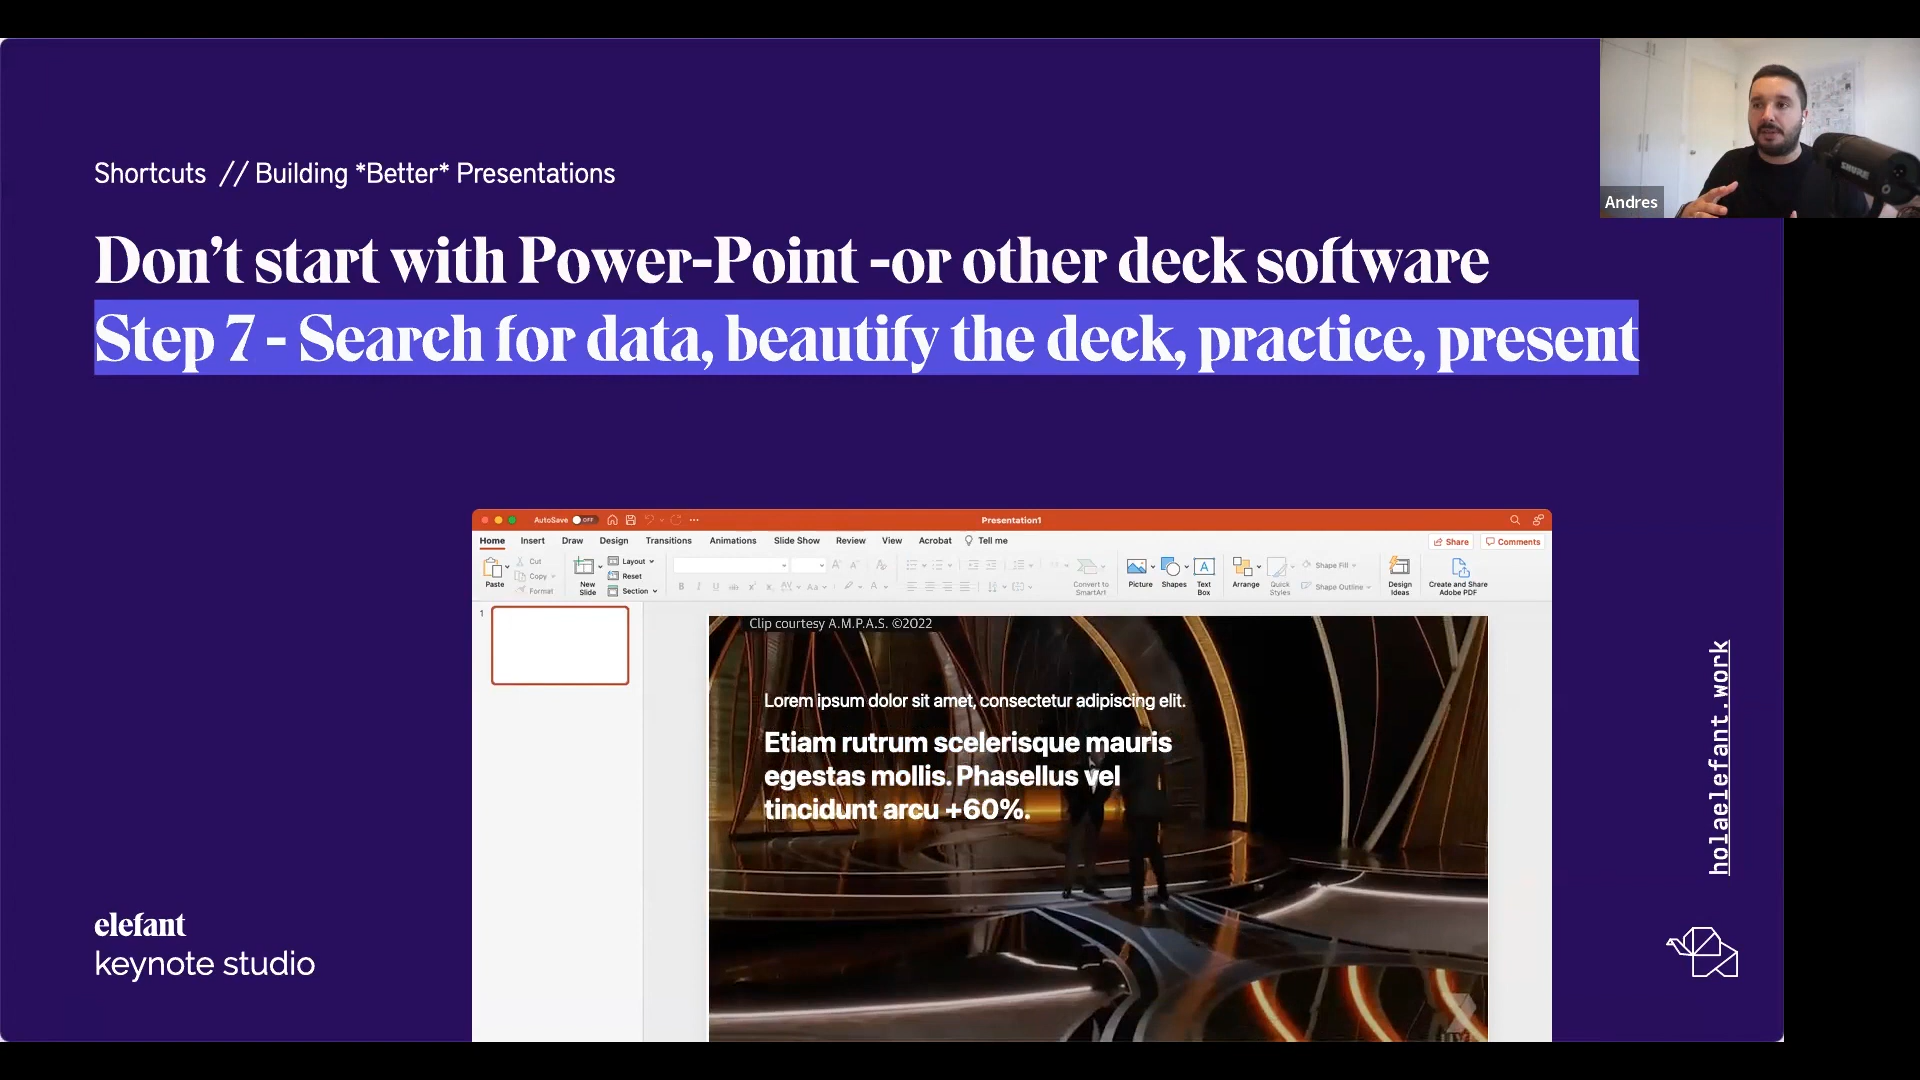 Shortcuts // Building *Better* Presentations
Andres
Don't start with Power-Point -or other deck software
Step 7 - Search for data, beautify the deck, practice, present
AutoSave OFF
Presentation1
Home Insert Draw Design Transitions Animations Slide Show Review View Acrobat Tell me
Share Comments
Paste
Cut
Copy
Format
New Slide
Layout
Reset
Section
Convert to SmartArt
Picture
Shapes
Text Box
Arrange
Quick Styles
Shape Fill
Shape Outline
Design Ideas
Create and Share Adobe PDF
1
Clip courtesy A.M.P.A.S. ©2022
Lorem ipsum dolor sit amet, consectetur adipiscing elit.
Etiam rutrum scelerisque mauris
egestas mollis. Phasellus vel
tincidunt arcu +60%.
holaelefant.work
elefant
keynote studio
SHURE